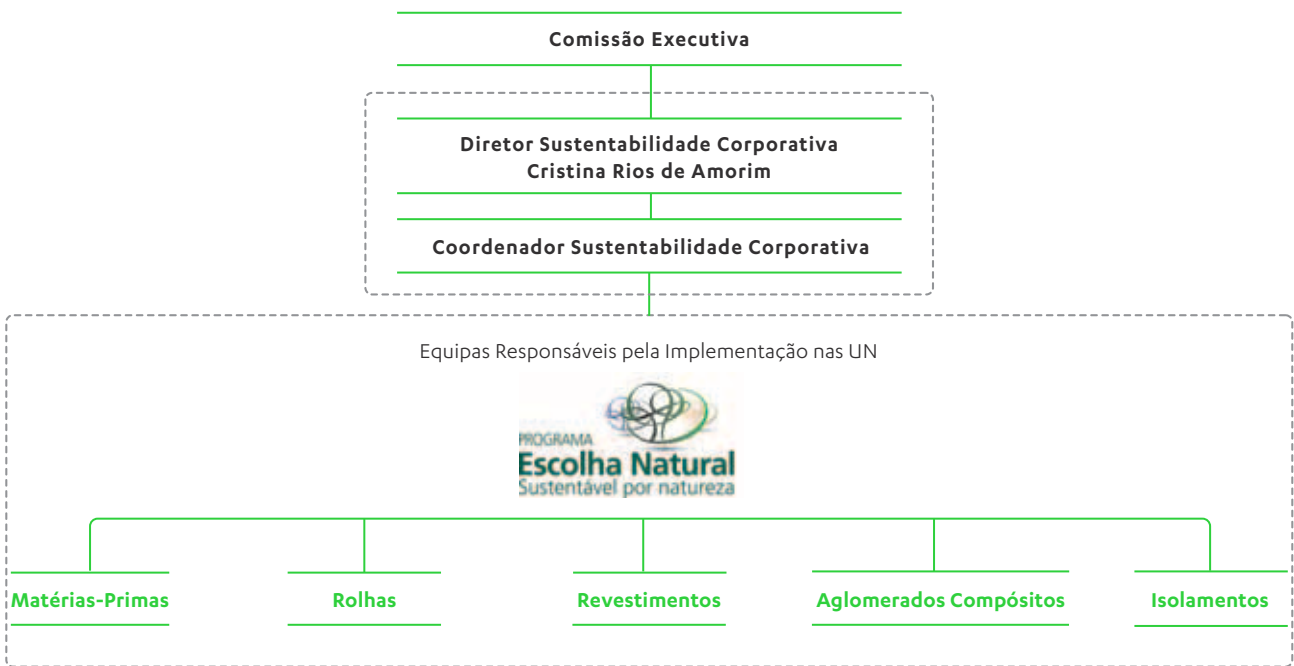 Comissão Executiva
Diretor Sustentabilidade Corporativa
Cristina Rios de Amorim
Coordenador Sustentabilidade Corporativa
Equipas Responsáveis pela Implementação nas UN
PROGRAMA
Escolha Natural
Sustentável por natureza
Matérias-Primas
Rolhas
Revestimentos
Aglomerados Compósitos
Isolamentos